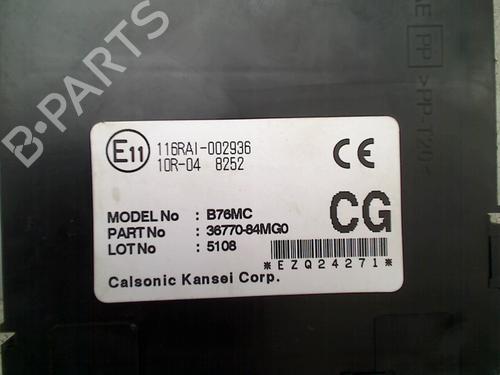 B-PARTS
>PP-T20<
E11
116RAI-002936
10R-04 8252
CE
MODEL No : B76MC
PART No : 36770-84MG0
LOT No : 5108
CG
*EZQ24271*
Calsonic Kansei Corp.